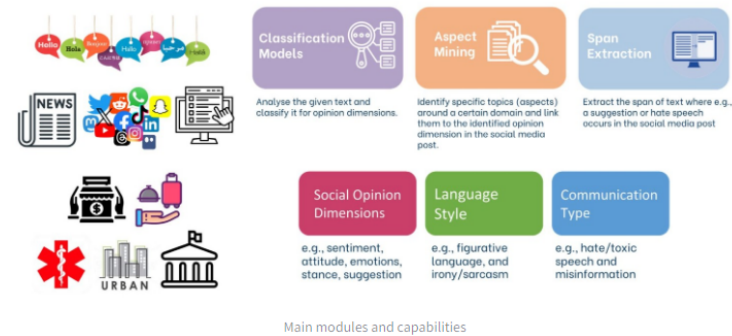 Hello
Hola
Bonjour
Hallo
مرحبا
Classification
Models
Aspect
Mining
Span
Extraction
NEWS
Analyse the given text and
classify it for opinion dimensions.
Identify specific topics (aspects)
around a certain domain and link
them to the identified opinion
dimension in the social media
post.
Extract the span of text where e.g.,
a suggestion or hate speech
occurs in the social media post
Social Opinion
Dimensions
Language
Style
Communication
Type
e.g., sentiment,
attitude, emotions,
stance, suggestion
e.g., figurative
language, and
irony/sarcasm
e.g., hate/toxic
speech and
misinformation
URBAN
Main modules and capabilities